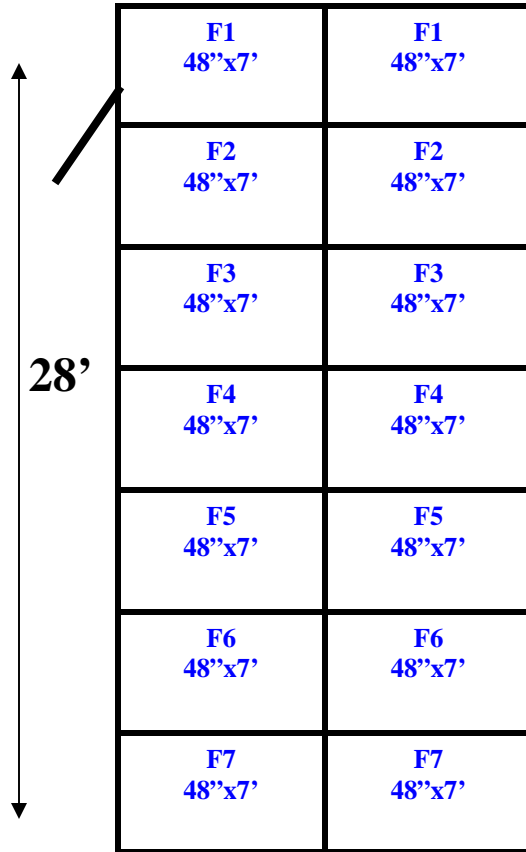 F1 F1
48”x7’ 48”x7’
F2 F2
48”x7’ 48”x7’
F3 F3
48”x7’ 48”x7’
28’
F4 F4
48”x7’ 48”x7’
F5 F5
48”x7’ 48”x7’
F6 F6
48”x7’ 48”x7’
F7 F7
48”x7’ 48”x7’